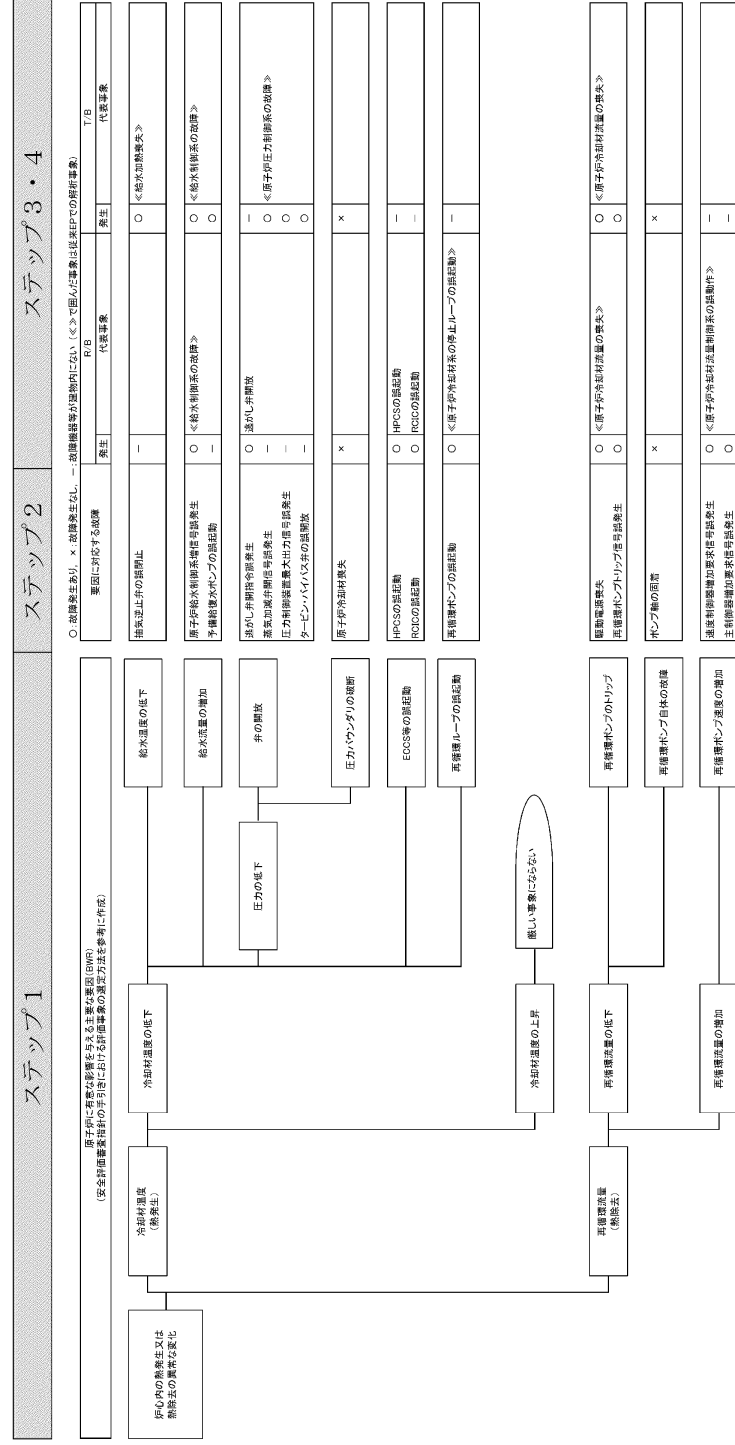 ステップ1
ステップ2
ステップ3・4
原子炉に有意な影響を与える主要な要因(BWR)
(安全評価審査指針の手引きにおける評価事象の選定方法を参考に作成)
○:故障発生あり, ×:故障発生なし, －:故障機器等が建物内にない (≪≫で囲んだ事象は従来EPでの解析事象)
要因に対応する故障
R/B
T/B
発生
代表事象
発生
代表事象
炉心内の熱発生又は
熱除去の異常な変化
冷却材温度
(熱発生)
冷却材温度の低下
給水温度の低下
抽気逆止弁の誤閉止
－
○ ≪給水加熱喪失≫
給水流量の増加
原子炉給水制御系増信号誤発生
○ ≪給水制御系の故障≫
○ ≪給水制御系の故障≫
予備給復水ポンプの誤起動
－
○
圧力の低下
弁の開放
逃がし弁開指令誤発生
○ 逃がし弁開放
－
蒸気加減弁開信号誤発生
－
○ ≪原子炉圧力制御系の故障≫
圧力制御装置最大出力信号誤発生
－
○
タービン・バイパス弁の誤開放
－
○
圧力バウンダリの破断
原子炉冷却材喪失
×
×
ECCS等の誤起動
HPCSの誤起動
○ HPCSの誤起動
－
RCICの誤起動
○ RCICの誤起動
－
再循環ループの誤起動
再循環ポンプの誤起動
○ ≪原子炉冷却材系の停止ループの誤起動≫
－
冷却材温度の上昇
厳しい事象にならない
再循環流量
(熱除去)
再循環流量の低下
再循環ポンプのトリップ
駆動電源喪失
○ ≪原子炉冷却材流量の喪失≫
○ ≪原子炉冷却材流量の喪失≫
再循環ポンプトリップ信号誤発生
○
○
再循環ポンプ自体の故障
ポンプ軸の固着
×
×
再循環流量の増加
再循環ポンプ速度の増加
速度制御器増加要求信号誤発生
○ ≪原子炉冷却材流量制御系の誤動作≫
－
主制御器増加要求信号誤発生
○
－